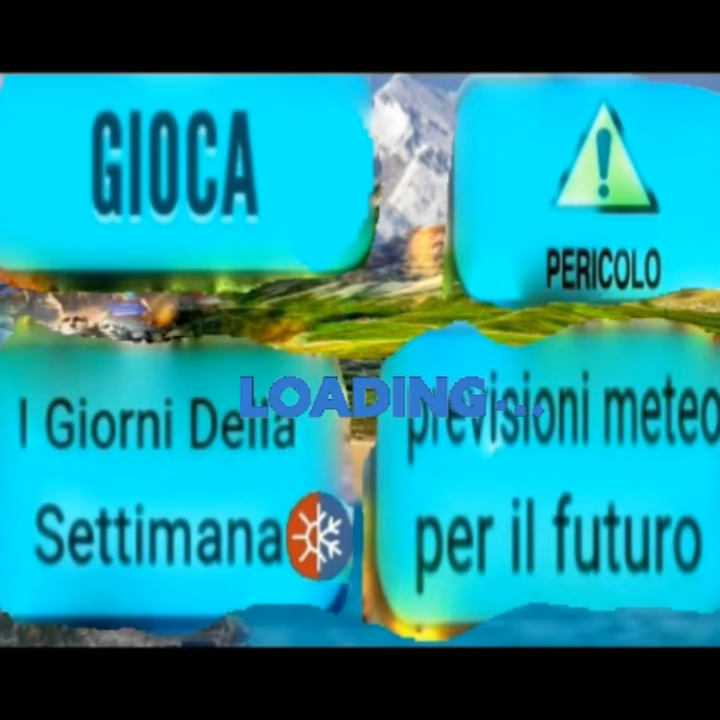 GIOCA
PERICOLO
I Giorni Della
Settimana
LOADING...
previsioni meteo
per il futuro